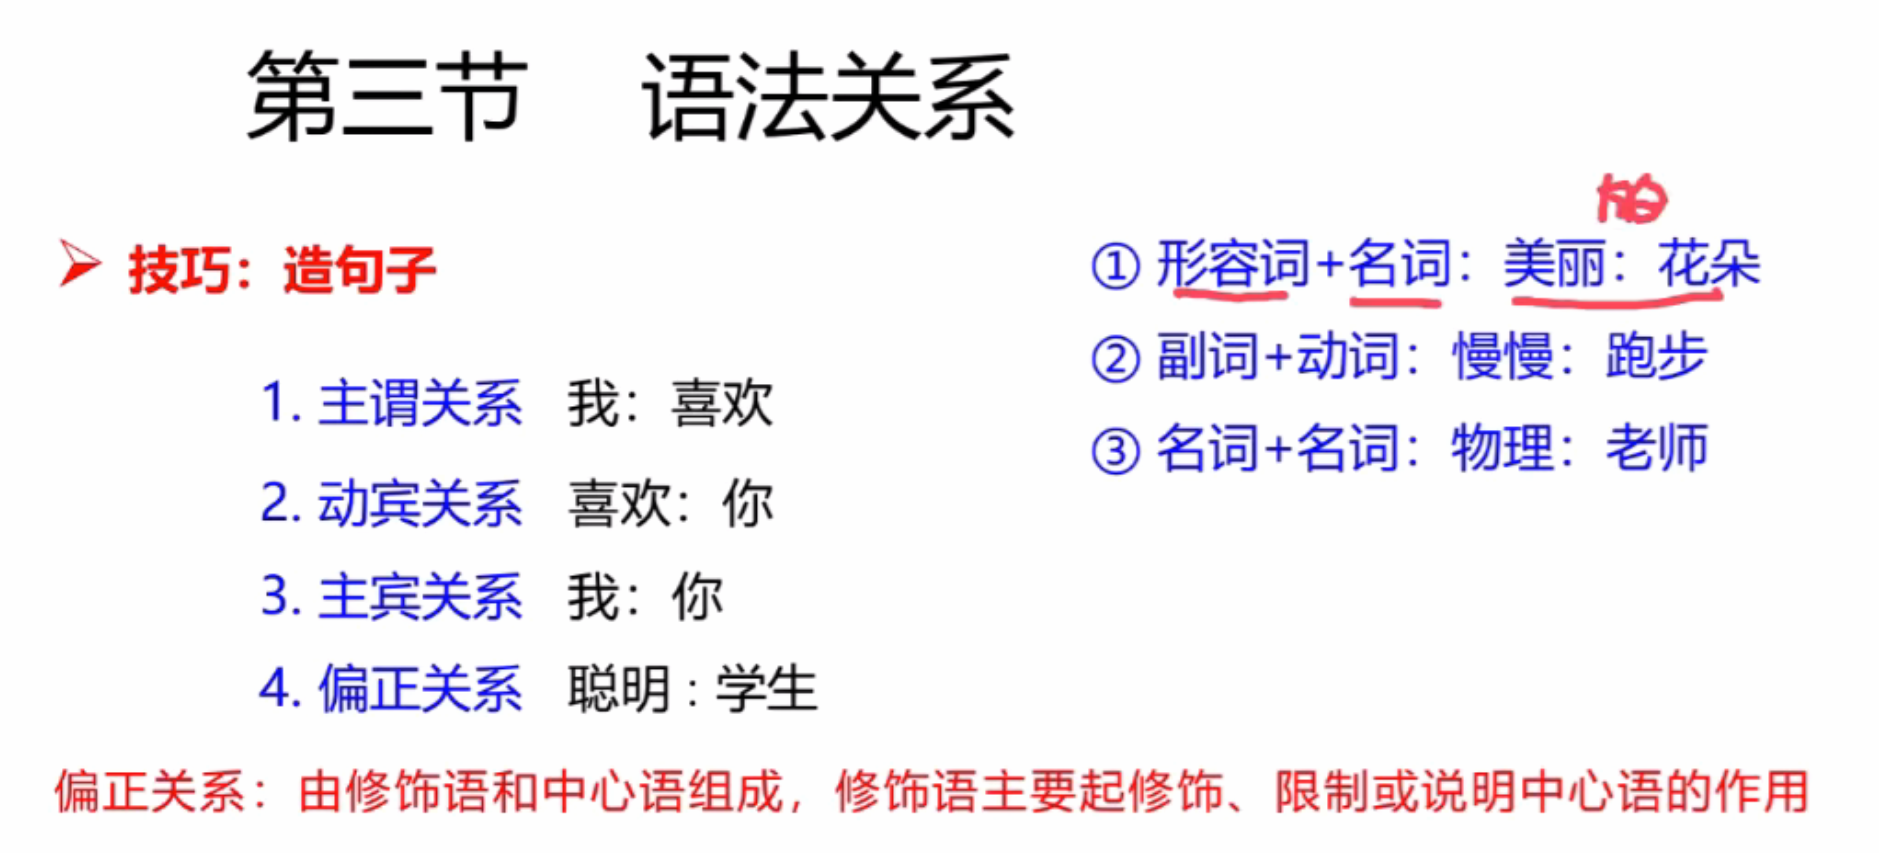 第三节 语法关系
➢ 技巧：造句子
1. 主谓关系 我：喜欢
2. 动宾关系 喜欢：你
3. 主宾关系 我：你
4. 偏正关系 聪明：学生
① 形容词+名词：美丽：花朵
② 副词+动词：慢慢：跑步
③ 名词+名词：物理：老师
偏正关系：由修饰语和中心语组成，修饰语主要起修饰、限制或说明中心语的作用